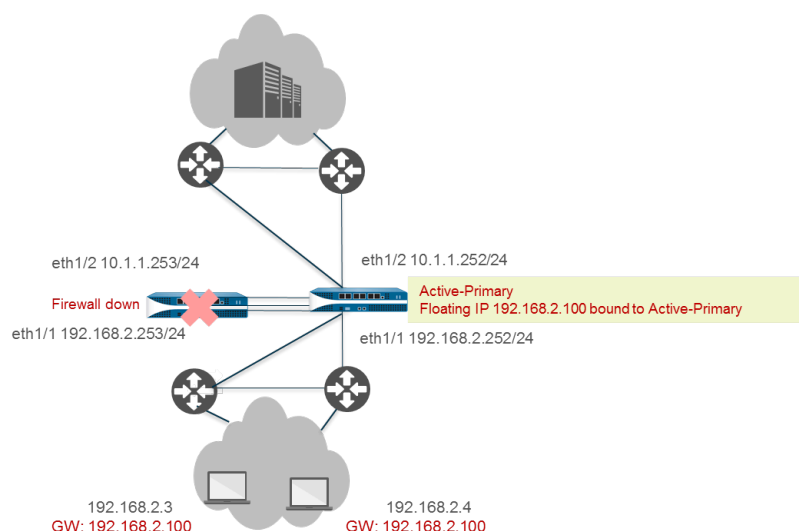 eth1/2 10.1.1.253/24
eth1/2 10.1.1.252/24
Firewall down
Active-Primary
Floating IP 192.168.2.100 bound to Active-Primary
eth1/1 192.168.2.253/24
eth1/1 192.168.2.252/24
192.168.2.3
GW: 192.168.2.100
192.168.2.4
GW: 192.168.2.100